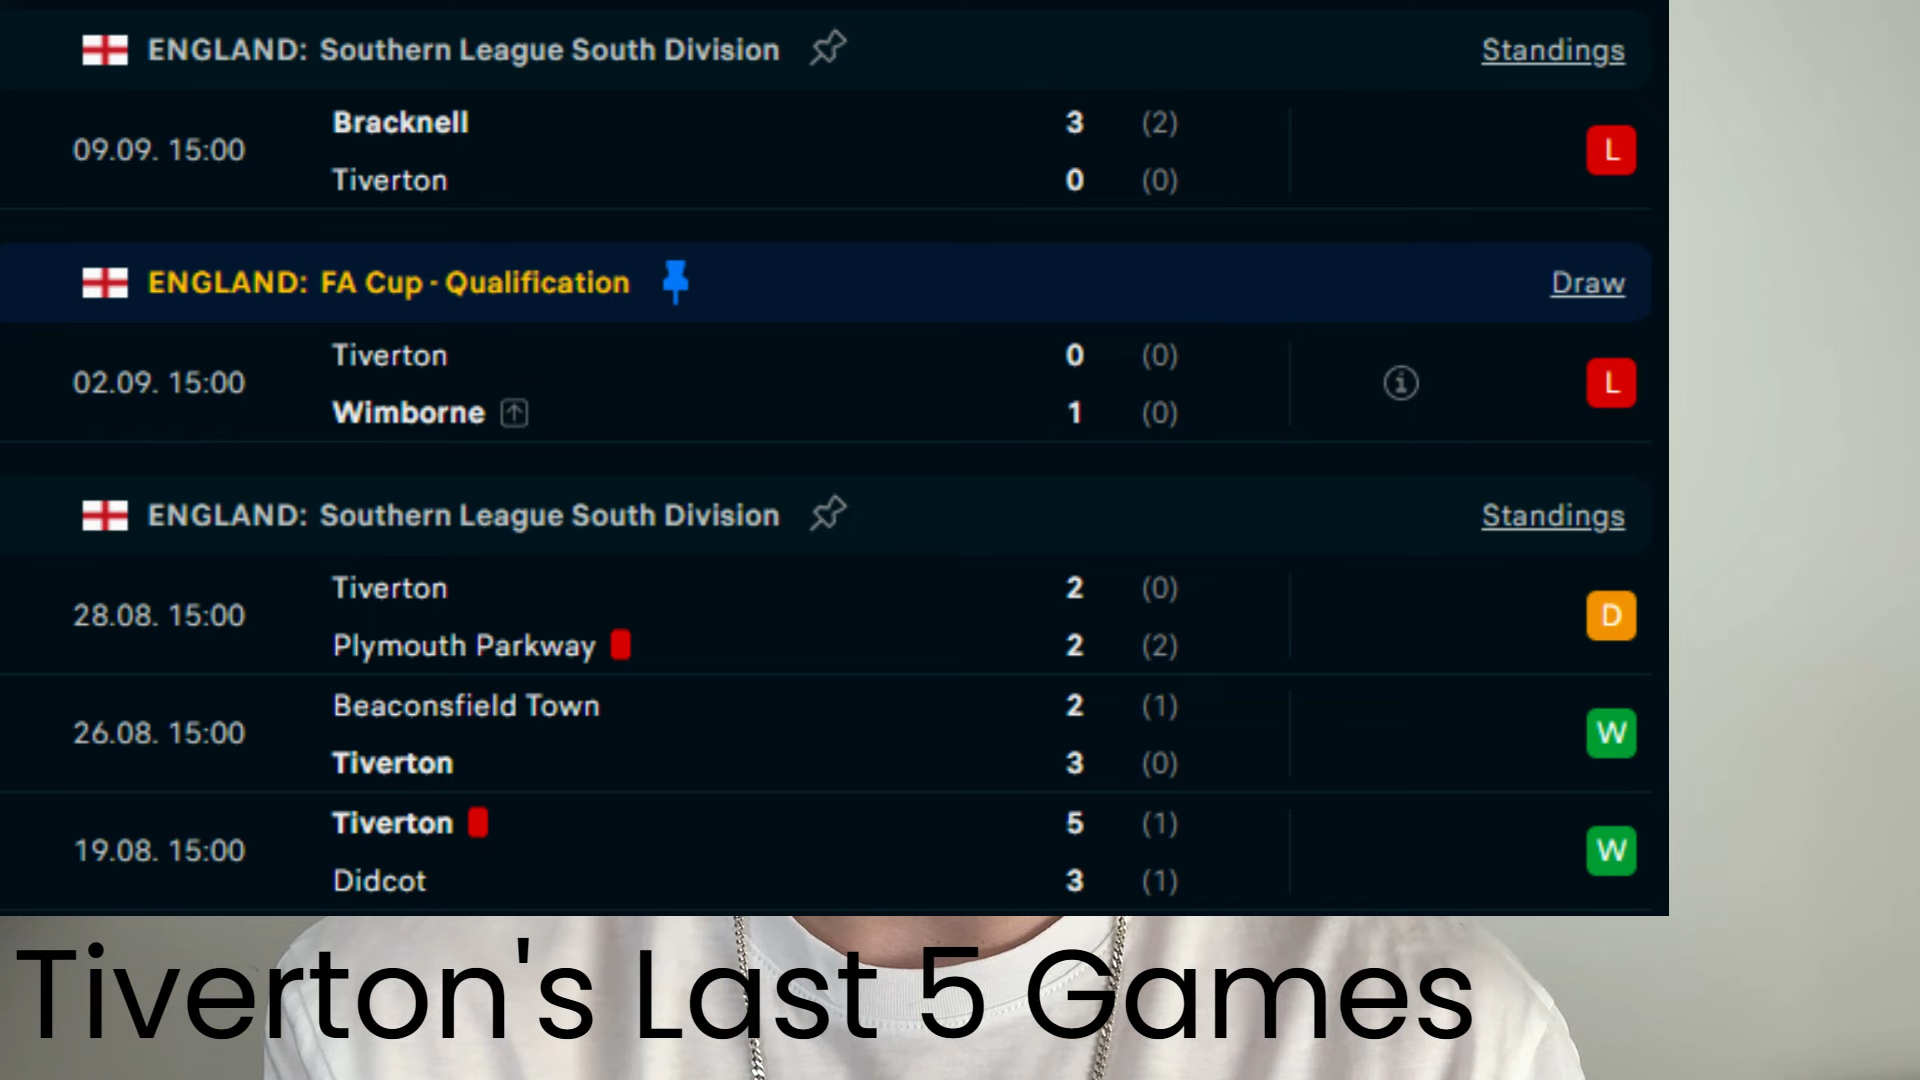 ENGLAND: Southern League South Division Standings
09.09. 15:00 Bracknell 3 (2) L
Tiverton 0 (0)
ENGLAND: FA Cup - Qualification Draw
02.09. 15:00 Tiverton 0 (0) L
Wimborne 1 (0)
ENGLAND: Southern League South Division Standings
28.08. 15:00 Tiverton 2 (0) D
Plymouth Parkway 2 (2)
26.08. 15:00 Beaconsfield Town 2 (1) W
Tiverton 3 (0)
19.08. 15:00 Tiverton 5 (1) W
Didcot 3 (1)
Tiverton's Last 5 Games